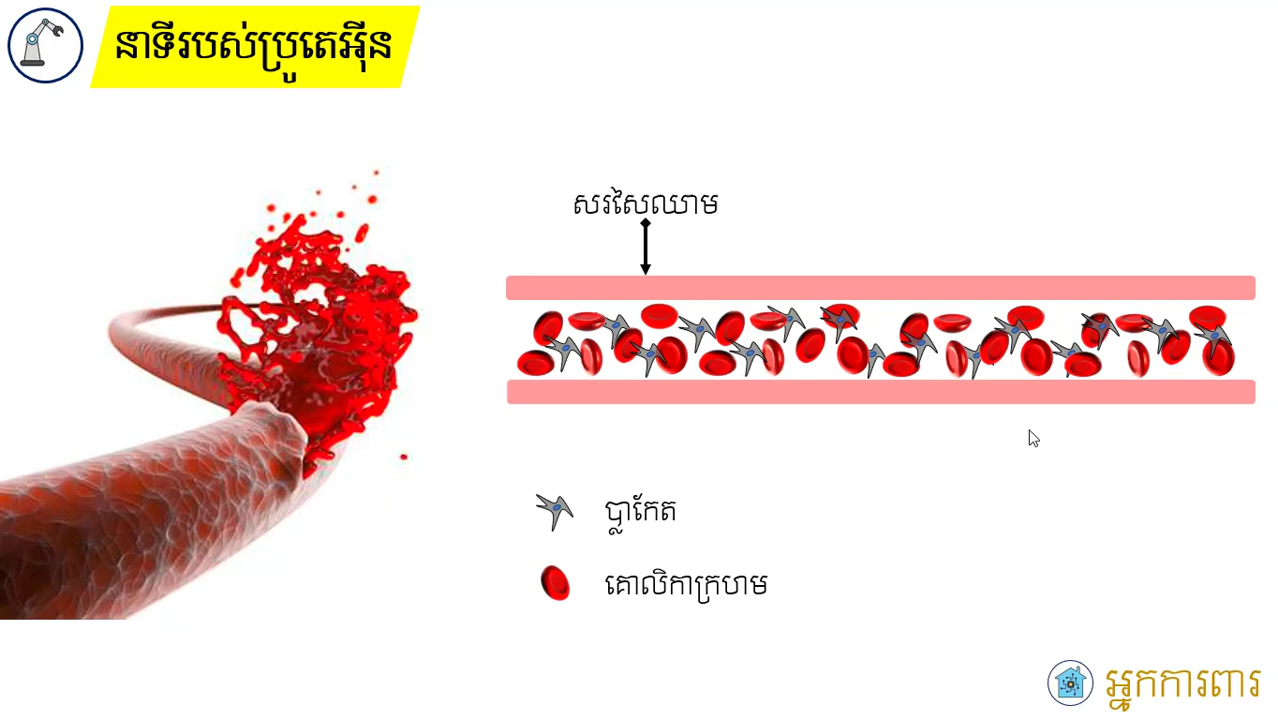 នាទីរបស់ប្រូតេអ៊ីន
សរសៃឈាម
ប្លាកែត
គោលិកាក្រហម
អ្នកការពារ